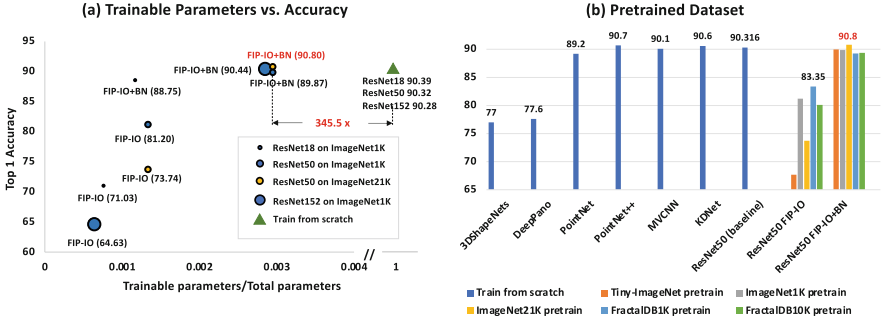 (a) Trainable Parameters vs. Accuracy
Top 1 Accuracy
95
90
85
80
75
70
65
60
FIP-IO+BN (90.80)
FIP-IO+BN (90.44)
FIP-IO+BN (89.87)
FIP-IO+BN (88.75)
ResNet18 90.39
ResNet50 90.32
ResNet152 90.28
345.5 x
FIP-IO (81.20)
FIP-IO (73.74)
FIP-IO (71.03)
FIP-IO (64.63)
ResNet18 on ImageNet1K
ResNet50 on ImageNet1K
ResNet50 on ImageNet21K
ResNet152 on ImageNet1K
Train from scratch
0
0.001
0.002
0.003
0.004
//
1
Trainable parameters/Total parameters
(b) Pretrained Dataset
90
85
80
75
70
65
77
77.6
89.2
90.7
90.1
90.6
90.316
83.35
90.8
3DShapeNets
DeepPano
PointNet
PointNet++
MVCNN
KDNet
ResNet50 (baseline)
ResNet50 FIP-IO
ResNet50 FIP-IO+BN
Train from scratch
Tiny-ImageNet pretrain
ImageNet1K pretrain
ImageNet21K pretrain
FractalDB1K pretrain
FractalDB10K pretrain